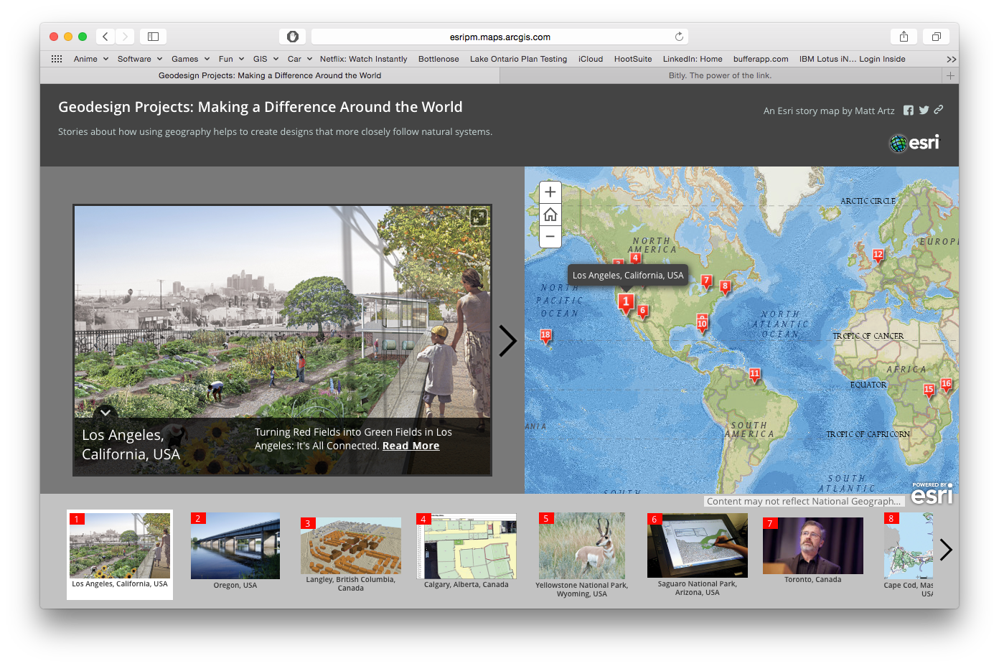 esripm.maps.arcgis.com
Anime Software Games Fun GIS Car Netflix: Watch Instantly Bottlenose Lake Ontario Plan Testing iCloud HootSuite LinkedIn: Home bufferapp.com IBM Lotus iN... Login Inside >>
Geodesign Projects: Making a Difference Around the World
Bitly. The power of the link.
Geodesign Projects: Making a Difference Around the World
An Esri story map by Matt Artz
Stories about how using geography helps to create designs that more closely follow natural systems.
esri
Los Angeles,
California, USA
Turning Red Fields into Green Fields in Los
Angeles: It's All Connected. Read More
ARCTIC CIRCLE
NORTH
AMERICA
EUROPE
12
4
Los Angeles, California, USA
7
8
NORTH
PACIFIC
OCEAN
1
6
10
NORTH
ATLANTIC
OCEAN
18
TROPIC OF CANCER
11
AFRICA
EQUATOR
15
16
ANIA
SOUTH
AMERICA
TROPIC OF CAPRICORN
SOUTH
ATLANTIC
SOUTH
POWERED BY
esri
Content may not reflect National Geograph...
1
Los Angeles, California, USA
2
Oregon, USA
3
Langley, British Columbia,
Canada
4
Calgary, Alberta, Canada
5
Yellowstone National Park,
Wyoming, USA
6
Saguaro National Park,
Arizona, USA
7
Toronto, Canada
8
Cape Cod, Mas
USA